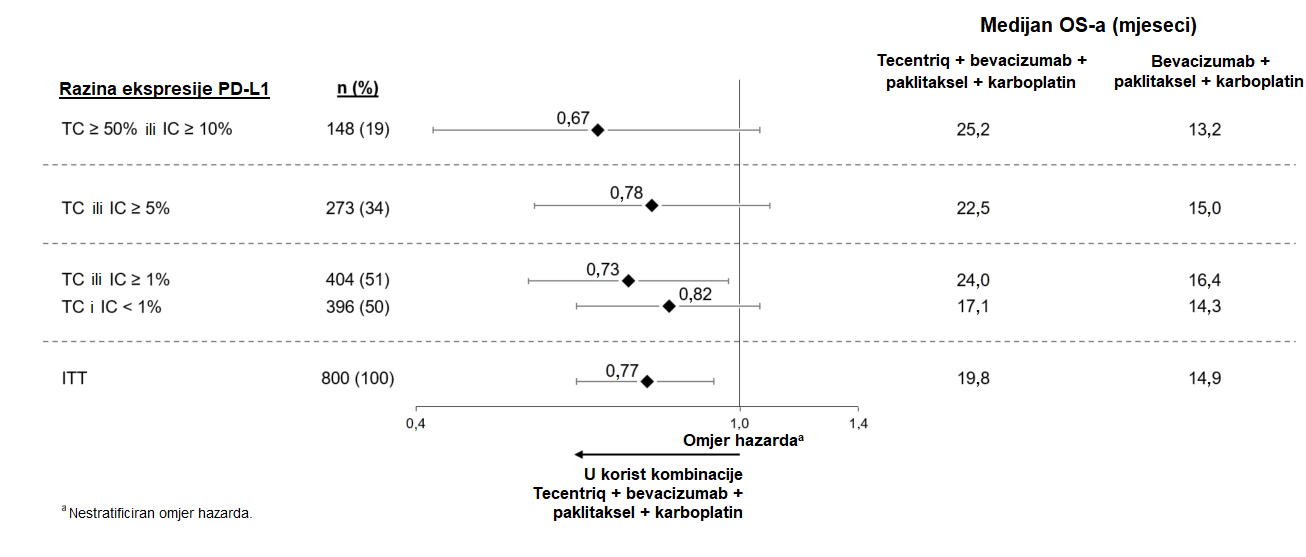 Medijan OS-a (mjeseci)
Razina ekspresije PD-L1 n (%) Tecentriq + bevacizumab + paklitaksel + karboplatin Bevacizumab + paklitaksel + karboplatin
TC ≥ 50% ili IC ≥ 10% 148 (19) 0,67 25,2 13,2
TC ili IC ≥ 5% 273 (34) 0,78 22,5 15,0
TC ili IC ≥ 1% 404 (51) 0,73 24,0 16,4
TC i IC < 1% 396 (50) 0,82 17,1 14,3
ITT 800 (100) 0,77 19,8 14,9
0,4 1,0 1,4
Omjer hazardaᵃ
U korist kombinacije
Tecentriq + bevacizumab +
paklitaksel + karboplatin
ᵃ Nestratificiran omjer hazarda.